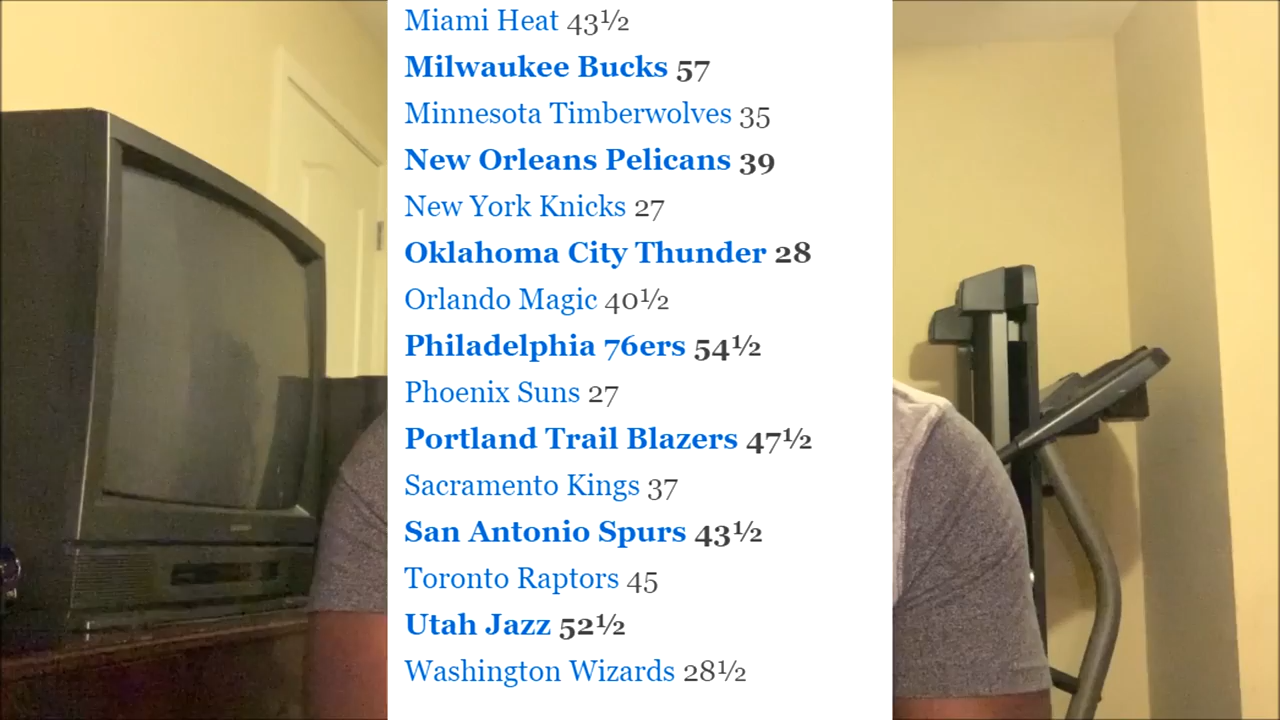 Miami Heat 43½
Milwaukee Bucks 57
Minnesota Timberwolves 35
New Orleans Pelicans 39
New York Knicks 27
Oklahoma City Thunder 28
Orlando Magic 40½
Philadelphia 76ers 54½
Phoenix Suns 27
Portland Trail Blazers 47½
Sacramento Kings 37
San Antonio Spurs 43½
Toronto Raptors 45
Utah Jazz 52½
Washington Wizards 28½